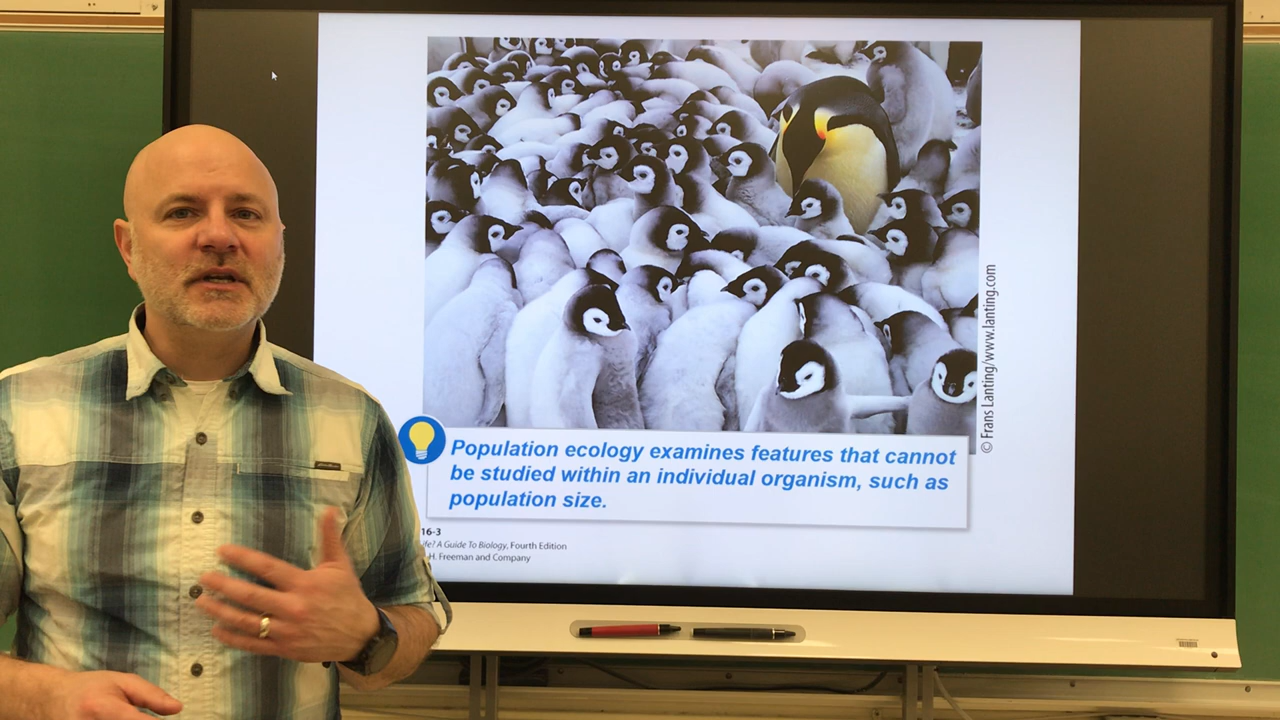 © Frans Lanting/www.lanting.com
Population ecology examines features that cannot
be studied within an individual organism, such as
population size.
16-3
ife? A Guide To Biology, Fourth Edition
H. Freeman and Company